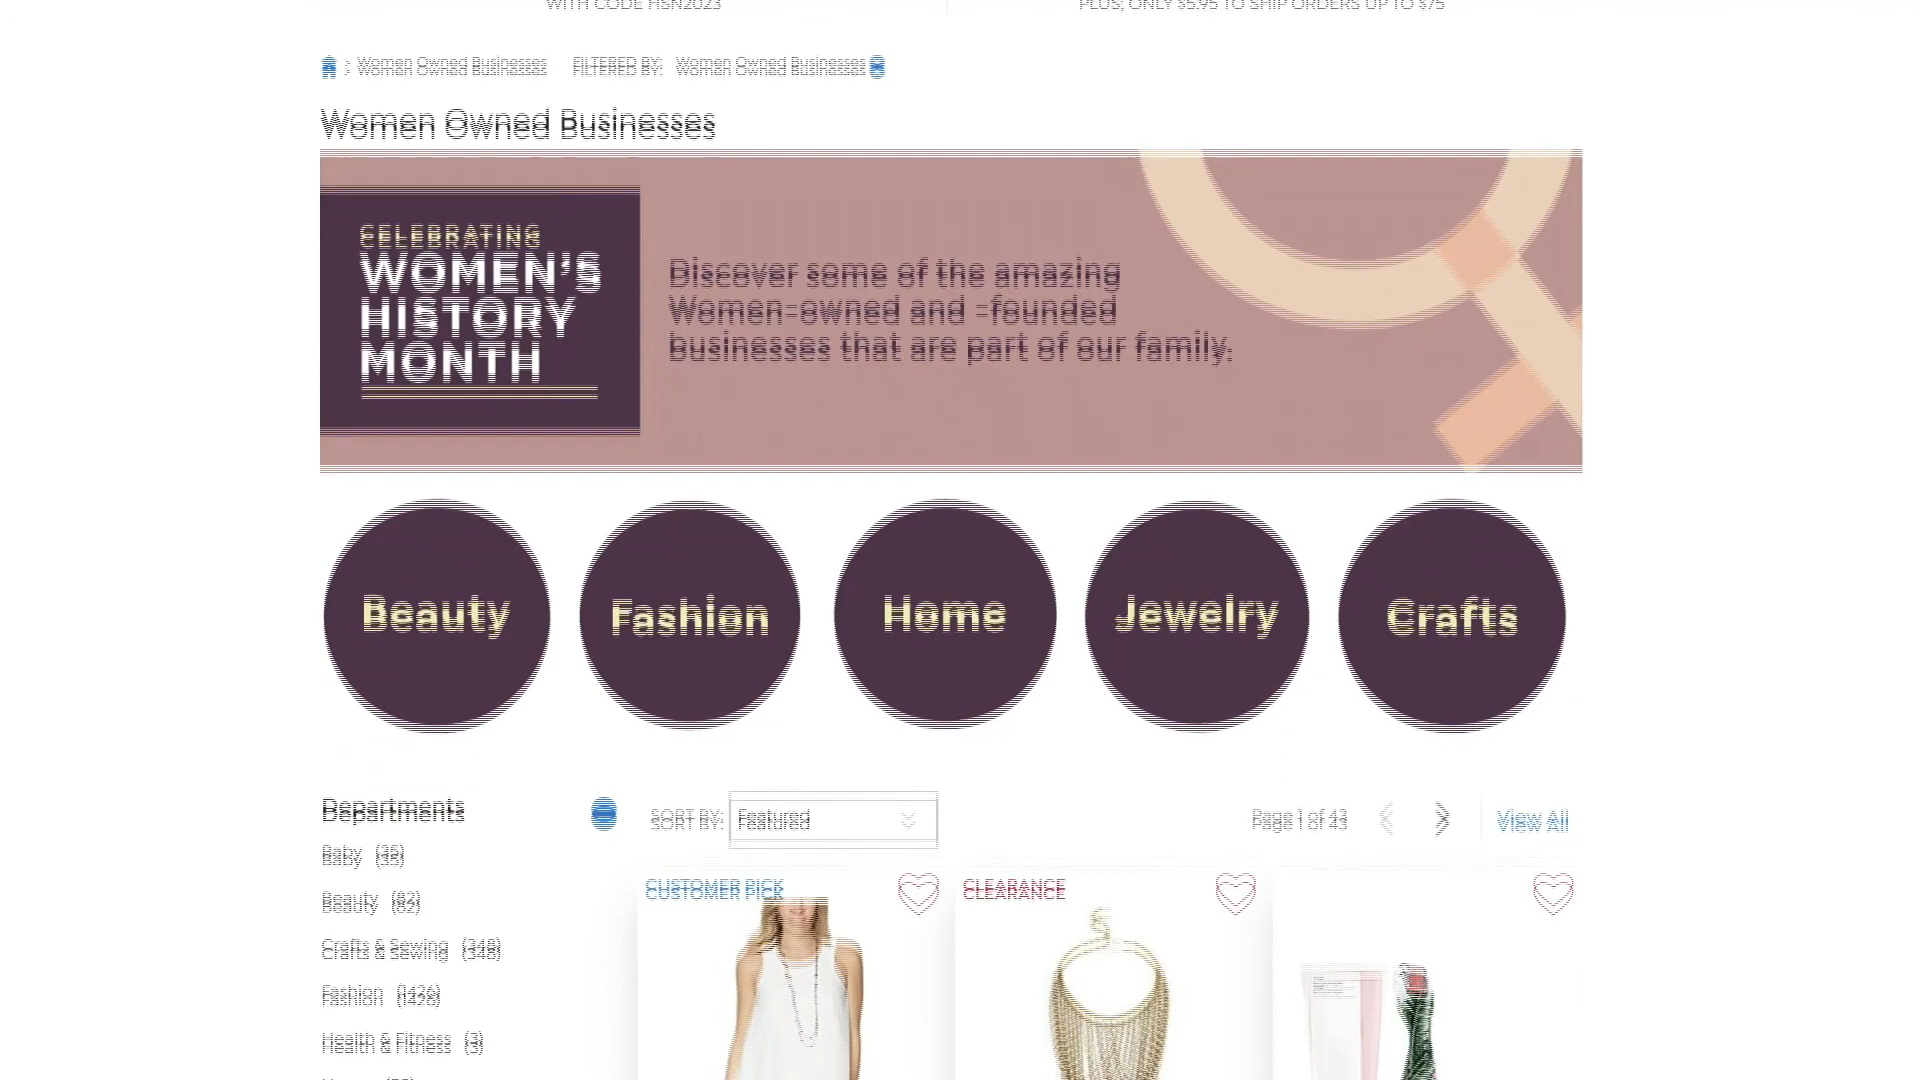 WITH CODE HSN2023
PLUS, ONLY $5.95 TO SHIP ORDERS UP TO $75
> Women Owned Businesses FILTERED BY: Women Owned Businesses
Women Owned Businesses
CELEBRATING
WOMEN'S
HISTORY
MONTH
Discover some of the amazing
Women-owned and -founded
businesses that are part of our family.
Beauty
Fashion
Home
Jewelry
Crafts
Departments
SORT BY: Featured
Page 1 of 43
View All
Baby (35)
Beauty (82)
Crafts & Sewing (348)
Fashion (1426)
Health & Fitness (3)
CUSTOMER PICK
CLEARANCE